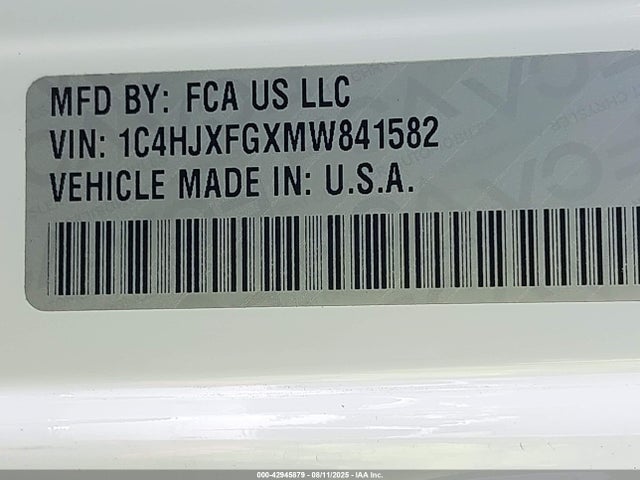 MFD BY: FCA US LLC
VIN: 1C4HJXFGXMW841582
VEHICLE MADE IN: U.S.A.
000-42945879 - 08/11/2025 - IAA Inc.